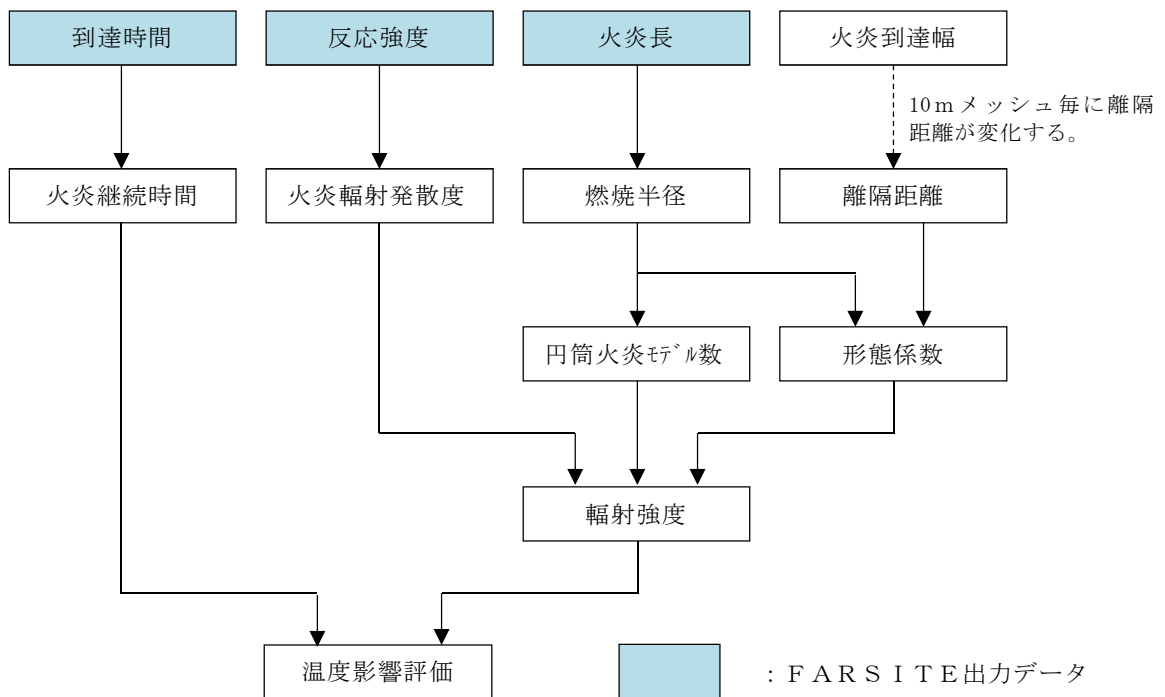 到達時間
反応強度
火炎長
火炎到達幅
10mメッシュ毎に離隔
距離が変化する。
火炎継続時間
火炎輻射発散度
燃焼半径
離隔距離
円筒火炎ﾓﾃﾞﾙ数
形態係数
輻射強度
温度影響評価
：ＦＡＲＳＩＴＥ出力データ